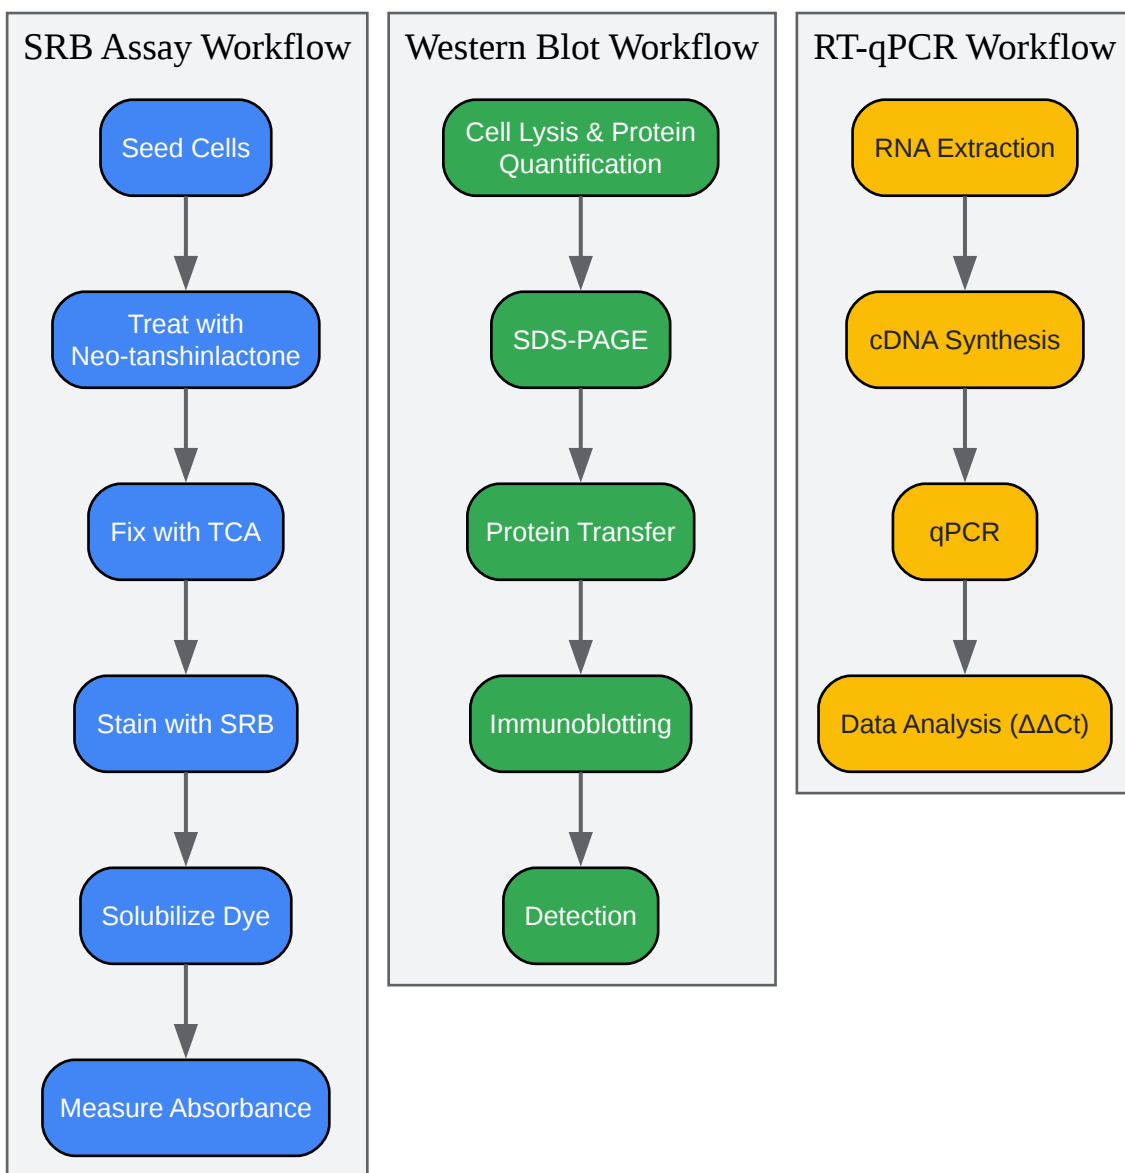 SRB Assay Workflow
Seed Cells
Treat with
Neo-tanshinlactone
Fix with TCA
Stain with SRB
Solubilize Dye
Measure Absorbance
Western Blot Workflow
Cell Lysis & Protein
Quantification
SDS-PAGE
Protein Transfer
Immunoblotting
Detection
RT-qPCR Workflow
RNA Extraction
cDNA Synthesis
qPCR
Data Analysis (ΔΔCt)